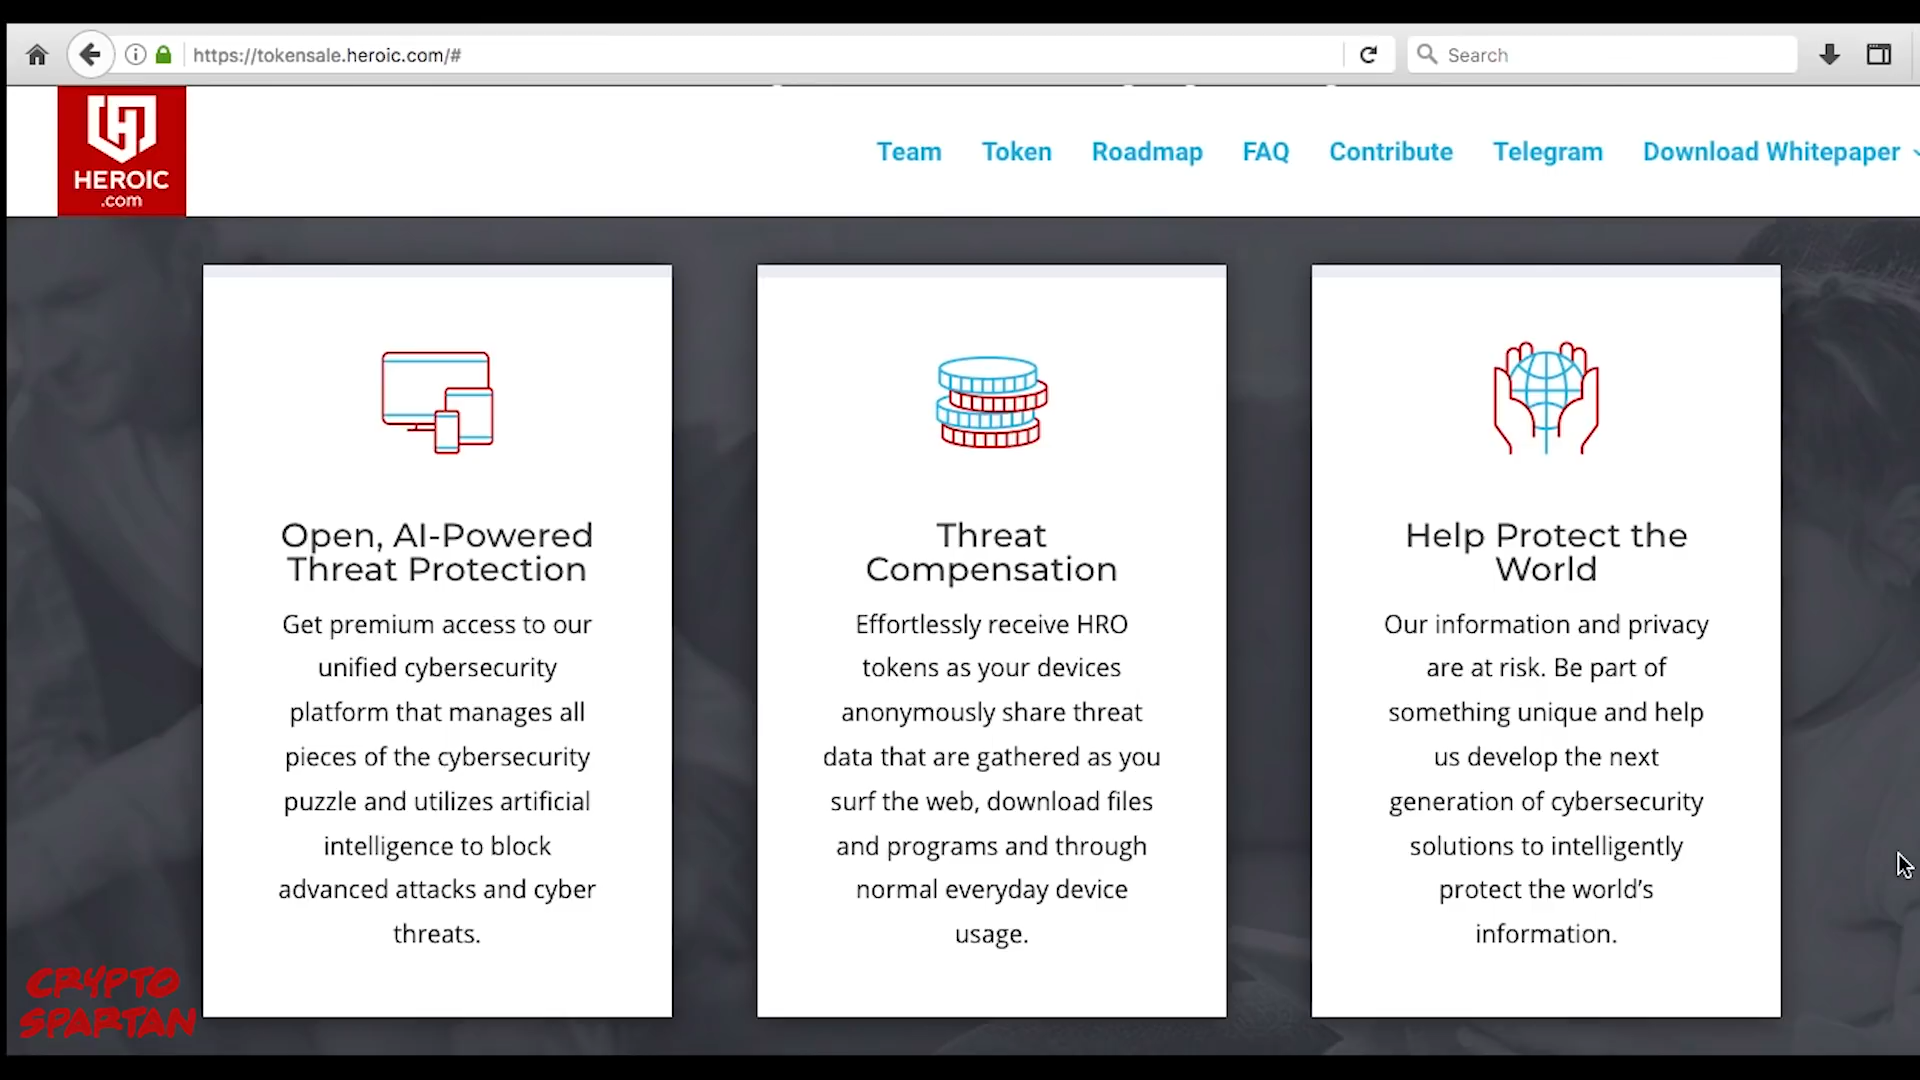 https://tokensale.heroic.com/#
Search
HEROIC
.com
Team
Token
Roadmap
FAQ
Contribute
Telegram
Download Whitepaper
Open, AI-Powered
Threat Protection
Get premium access to our
unified cybersecurity
platform that manages all
pieces of the cybersecurity
puzzle and utilizes artificial
intelligence to block
advanced attacks and cyber
threats.
Threat
Compensation
Effortlessly receive HRO
tokens as your devices
anonymously share threat
data that are gathered as you
surf the web, download files
and programs and through
normal everyday device
usage.
Help Protect the
World
Our information and privacy
are at risk. Be part of
something unique and help
us develop the next
generation of cybersecurity
solutions to intelligently
protect the world’s
information.
CRYPTO
SPARTAN